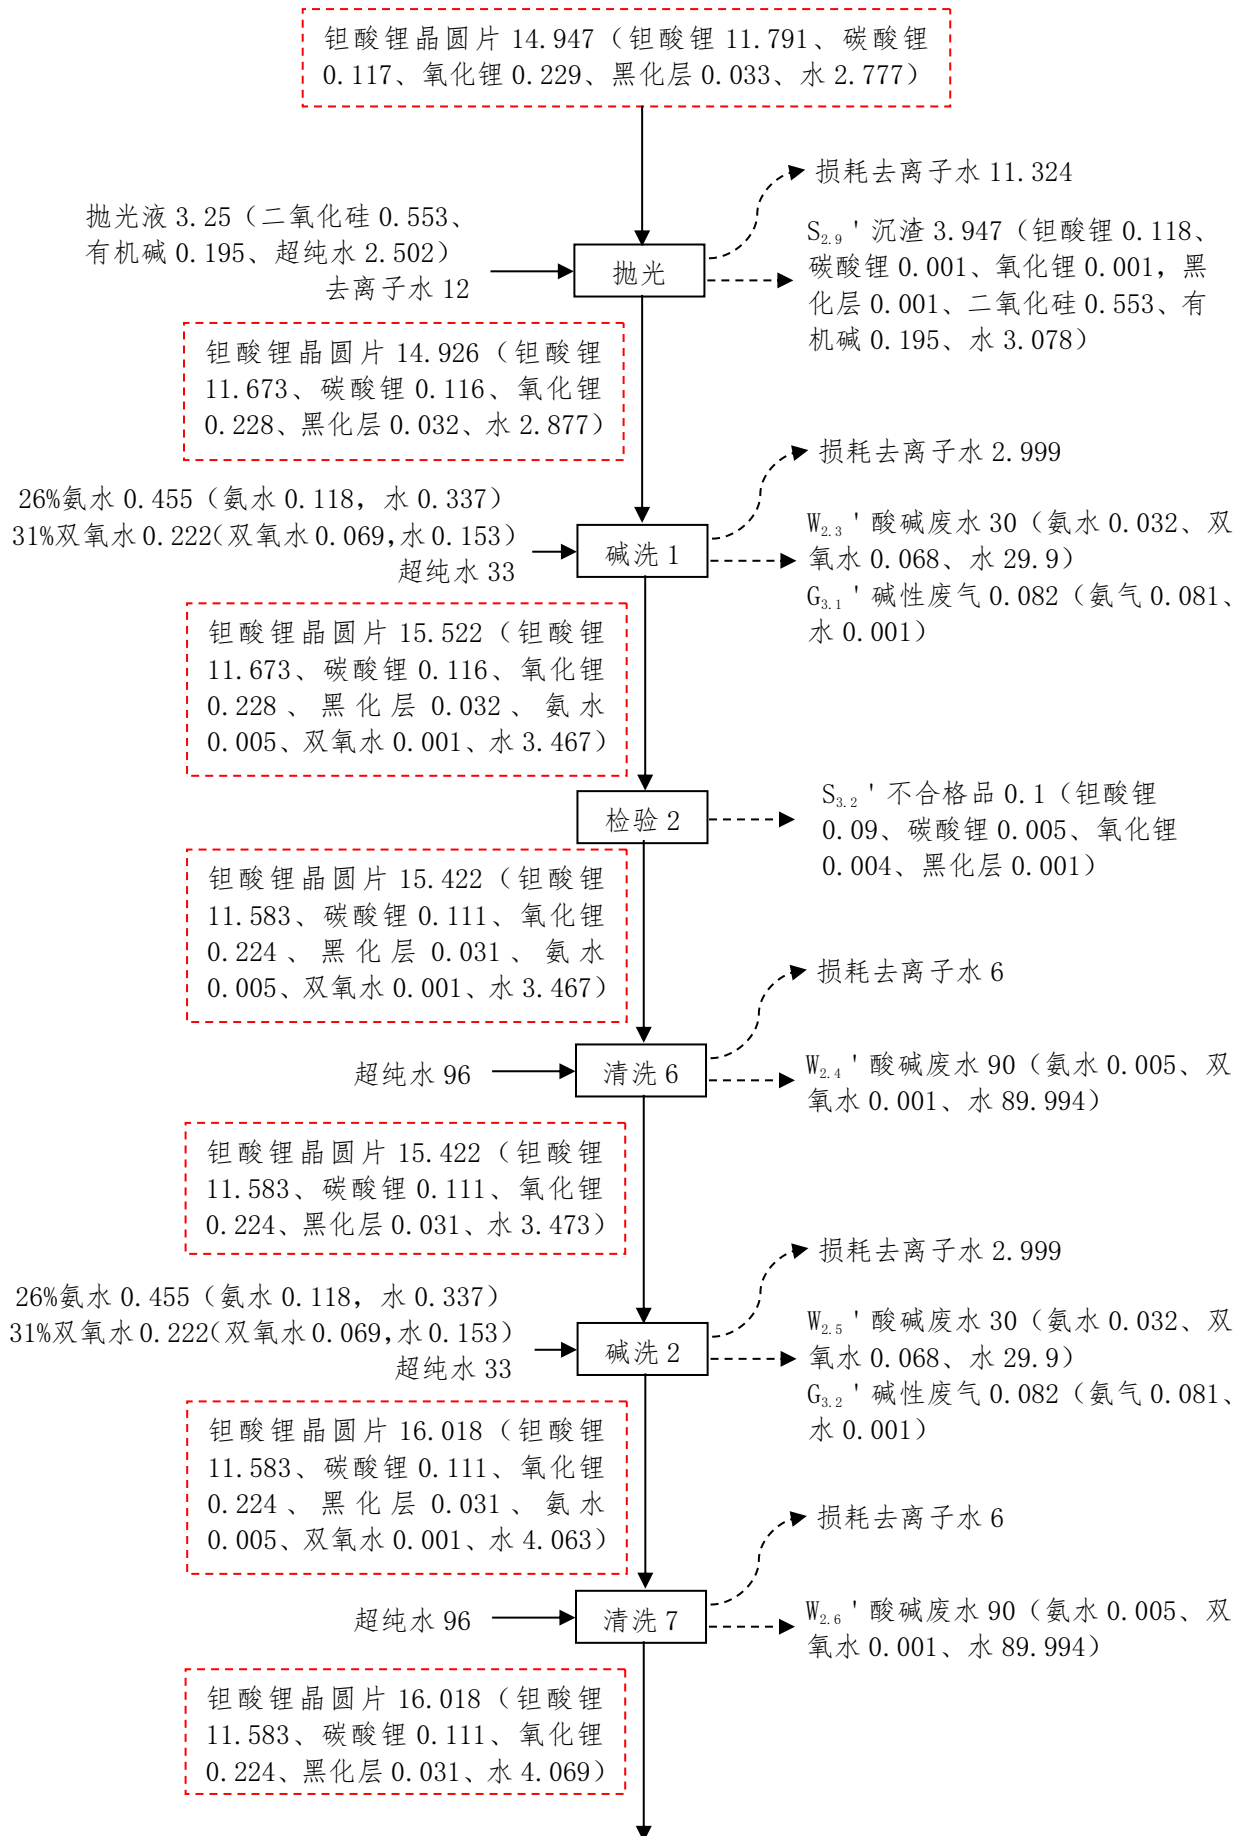 钽酸锂晶圆片 14.947（钽酸锂 11.791、碳酸锂
0.117、氧化锂 0.229、黑化层 0.033、水 2.777）
损耗去离子水 11.324
抛光液 3.25（二氧化硅 0.553、
有机碱 0.195、超纯水 2.502）
去离子水 12
抛光
S2.9＇沉渣 3.947（钽酸锂 0.118、
碳酸锂 0.001、氧化锂 0.001，黑
化层 0.001、二氧化硅 0.553、有
机碱 0.195、水 3.078）
钽酸锂晶圆片 14.926（钽酸锂
11.673、碳酸锂 0.116、氧化锂
0.228、黑化层 0.032、水 2.877）
损耗去离子水 2.999
26%氨水 0.455（氨水 0.118，水 0.337）
31%双氧水 0.222(双氧水 0.069,水 0.153）
超纯水 33
碱洗 1
W2.3＇酸碱废水 30（氨水 0.032、双
氧水 0.068、水 29.9）
G3.1＇碱性废气 0.082（氨气 0.081、
水 0.001）
钽酸锂晶圆片 15.522（钽酸锂
11.673、碳酸锂 0.116、氧化锂
0.228、黑化层 0.032、氨水
0.005、双氧水 0.001、水 3.467）
检验 2
S3.2＇不合格品 0.1（钽酸锂
0.09、碳酸锂 0.005、氧化锂
0.004、黑化层 0.001）
钽酸锂晶圆片 15.422（钽酸锂
11.583、碳酸锂 0.111、氧化锂
0.224、黑化层 0.031、氨水
0.005、双氧水 0.001、水 3.467）
损耗去离子水 6
超纯水 96
清洗 6
W2.4＇酸碱废水 90（氨水 0.005、双
氧水 0.001、水 89.994）
钽酸锂晶圆片 15.422（钽酸锂
11.583、碳酸锂 0.111、氧化锂
0.224、黑化层 0.031、水 3.473）
损耗去离子水 2.999
26%氨水 0.455（氨水 0.118，水 0.337）
31%双氧水 0.222(双氧水 0.069,水 0.153）
超纯水 33
碱洗 2
W2.5＇酸碱废水 30（氨水 0.032、双
氧水 0.068、水 29.9）
G3.2＇碱性废气 0.082（氨气 0.081、
水 0.001）
钽酸锂晶圆片 16.018（钽酸锂
11.583、碳酸锂 0.111、氧化锂
0.224、黑化层 0.031、氨水
0.005、双氧水 0.001、水 4.063）
损耗去离子水 6
超纯水 96
清洗 7
W2.6＇酸碱废水 90（氨水 0.005、双
氧水 0.001、水 89.994）
钽酸锂晶圆片 16.018（钽酸锂
11.583、碳酸锂 0.111、氧化锂
0.224、黑化层 0.031、水 4.069）